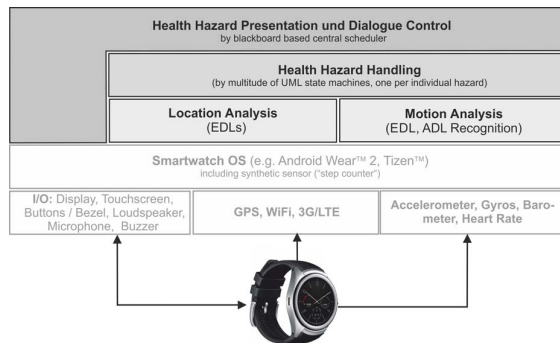 Health Hazard Presentation und Dialogue Control
by blackboard based central scheduler
Health Hazard Handling
(by multitude of UML state machines, one per individual hazard)
Location Analysis
(EDLs)
Motion Analysis
(EDL, ADL Recognition)
Smartwatch OS (e.g. Android Wear™ 2, Tizen™)
including synthetic sensor ("step counter")
I/O: Display, Touchscreen,
Buttons / Bezel, Loudspeaker,
Microphone, Buzzer
GPS, WiFi, 3G/LTE
Accelerometer, Gyros, Baro-
meter, Heart Rate